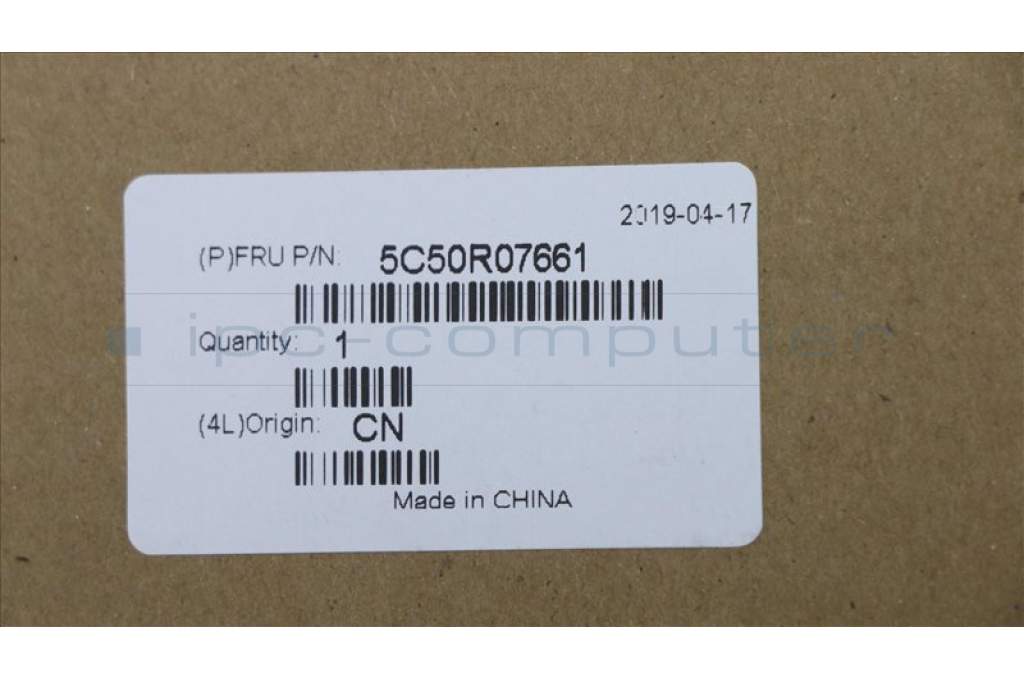 2019-04-17
(P)FRU P/N: 5C50R07661
ipc-computer
Quantity: 1
(4L)Origin: CN
Made in CHINA